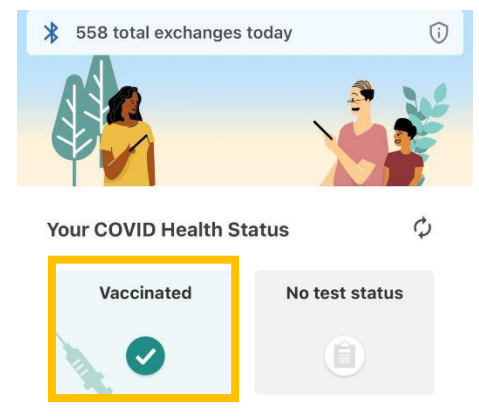 558 total exchanges today
Your COVID Health Status
Vaccinated
No test status